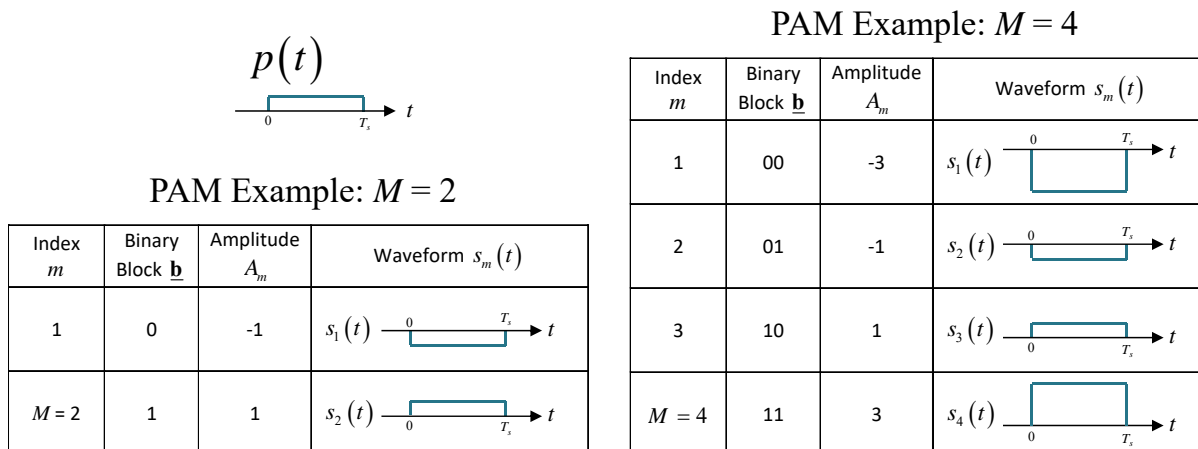 p(t)
0 T_s t
PAM Example: M = 2
Index m Binary Block b Amplitude A_m Waveform s_m(t)
1 0 -1 s_1(t) 0 T_s t
M = 2 1 1 s_2(t) 0 T_s t
PAM Example: M = 4
Index m Binary Block b Amplitude A_m Waveform s_m(t)
1 00 -3 s_1(t) 0 T_s t
2 01 -1 s_2(t) 0 T_s t
3 10 1 s_3(t) 0 T_s t
M = 4 11 3 s_4(t) 0 T_s t